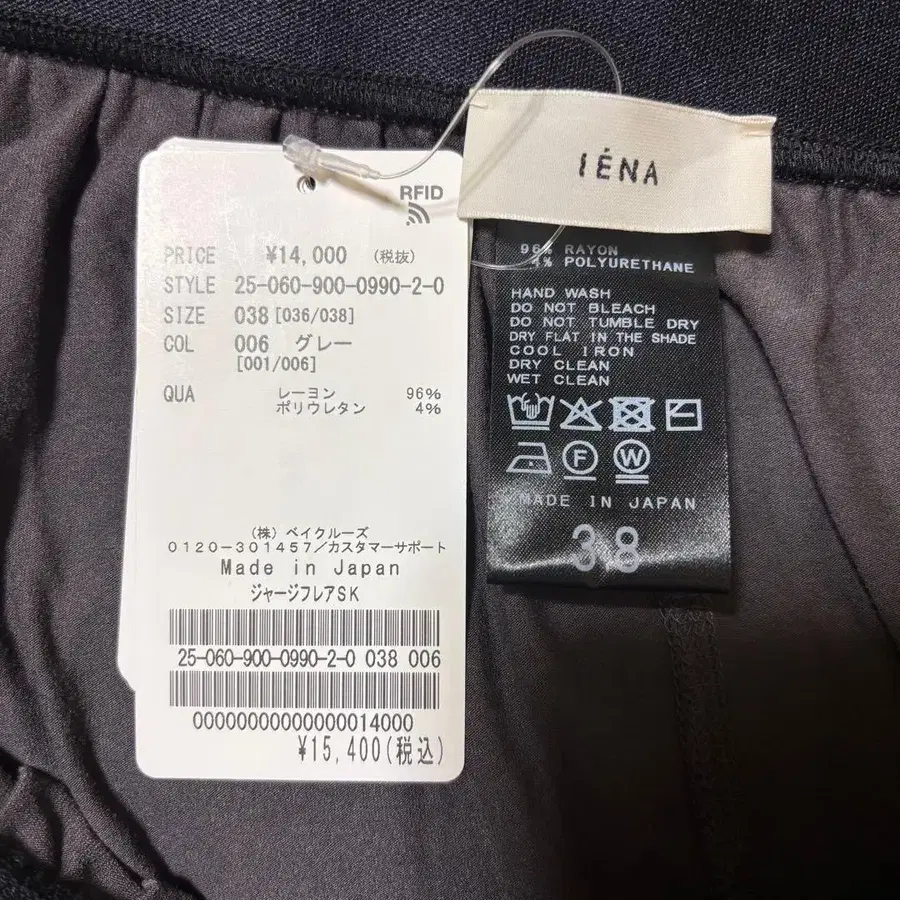 RFID
PRICE ¥14,000 (税抜)
STYLE 25-060-900-0990-2-0
SIZE 038 [036/038]
COL 006 グレー
[001/006]
QUA レーヨン 96%
ポリウレタン 4%
(株) ベイクルーズ
0120-301457/カスタマーサポート
Made in Japan
ジャージフレアSK
25-060-900-0990-2-0 038 006
00000000000000014000
¥15,400(税込)
IÉNA
96% RAYON
4% POLYURETHANE
HAND WASH
DO NOT BLEACH
DO NOT TUMBLE DRY
DRY FLAT IN THE SHADE
COOL IRON
DRY CLEAN
WET CLEAN
F W
MADE IN JAPAN
38